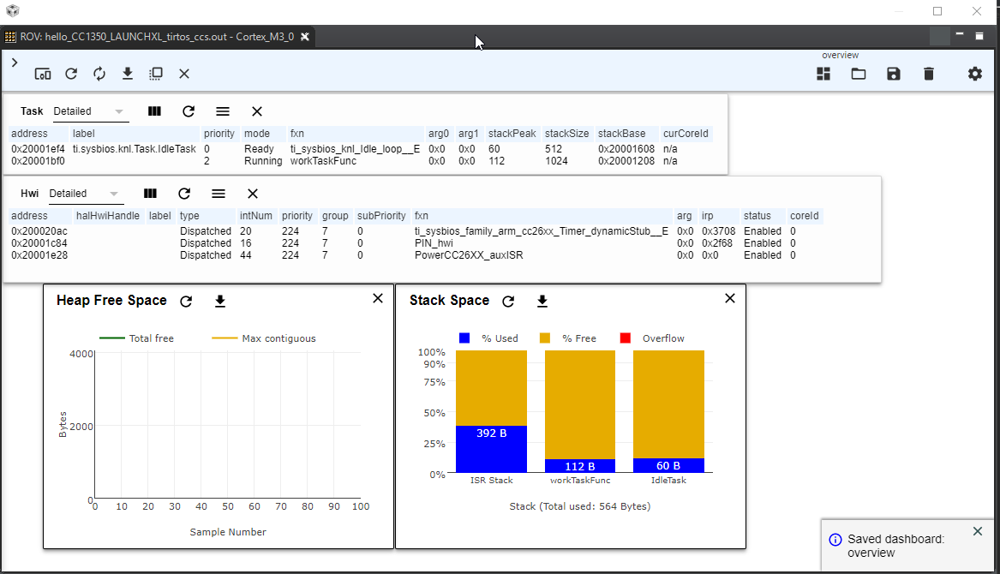 ROV: hello_CC1350_LAUNCHXL_tirtos_ccs.out - Cortex_M3_0
overview
Task Detailed
address label priority mode fxn arg0 arg1 stackPeak stackSize stackBase curCoreId
0x20001ef4 ti.sysbios.knl.Task.IdleTask 0 Ready ti_sysbios_knl_Idle_loop__E 0x0 0x0 60 512 0x20001608 n/a
0x20001bf0 2 Running workTaskFunc 0x0 0x0 112 1024 0x20001208 n/a
Hwi Detailed
address halHwiHandle label type intNum priority group subPriority fxn arg irp status coreId
0x200020ac Dispatched 20 224 7 0 ti_sysbios_family_arm_cc26xx_Timer_dynamicStub__E 0x0 0x3708 Enabled 0
0x20001c84 Dispatched 16 224 7 0 PIN_hwi 0x0 0x2f68 Enabled 0
0x20001e28 Dispatched 44 224 7 0 PowerCC26XX_auxISR 0x0 0x0 Enabled 0
Heap Free Space
Total free Max contiguous
4000
2000
0
Bytes
0 10 20 30 40 50 60 70 80 90 100
Sample Number
Stack Space
% Used % Free Overflow
100%
90%
75%
50%
25%
0%
392 B 112 B 60 B
ISR Stack workTaskFunc IdleTask
Stack (Total used: 564 Bytes)
Saved dashboard:
overview